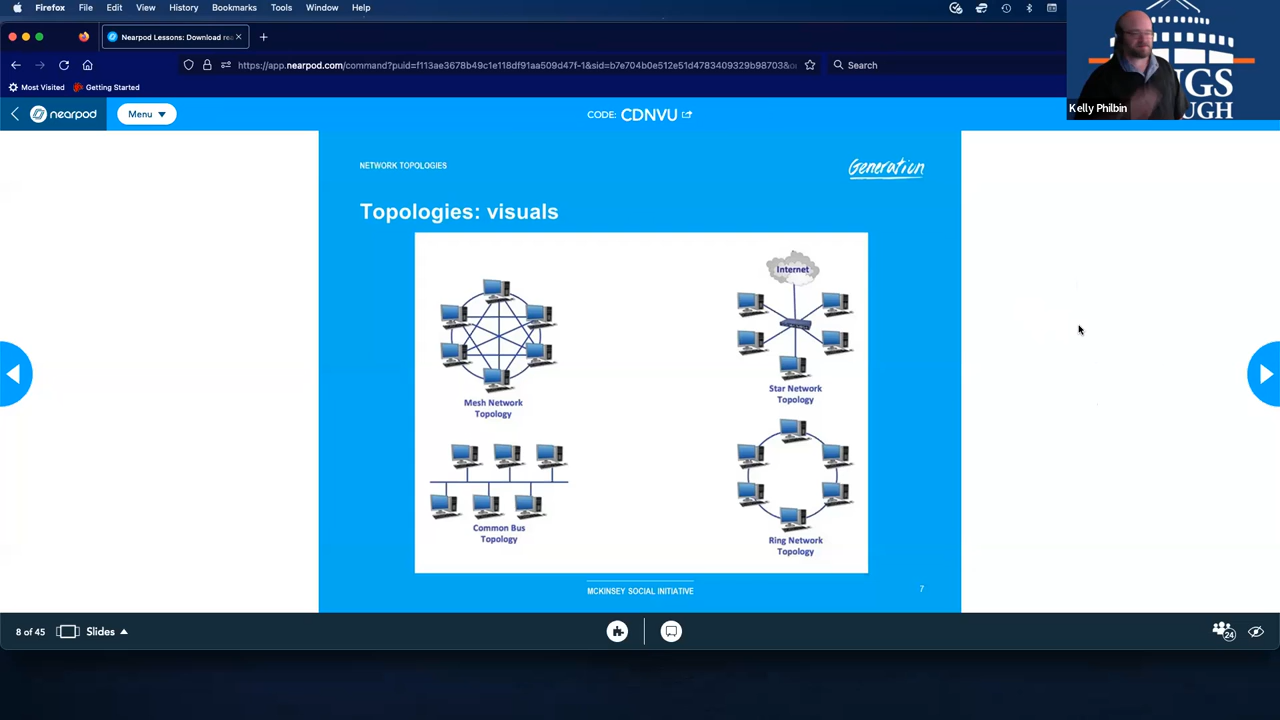 Firefox File Edit View History Bookmarks Tools Window Help
Nearpod Lessons: Download rea
https://app.nearpod.com/command?puid=f113ae3678b49c1e118df91aa509d47f-1&sid=b7e704b0e512e51d4783409329b98703&
Search
Most Visited Getting Started
Kelly Philbin
nearpod
Menu
CODE: CDNVU
NETWORK TOPOLOGIES
Generation
Topologies: visuals
Internet
Mesh Network
Topology
Star Network
Topology
Common Bus
Topology
Ring Network
Topology
MCKINSEY SOCIAL INITIATIVE
7
8 of 45
Slides
24